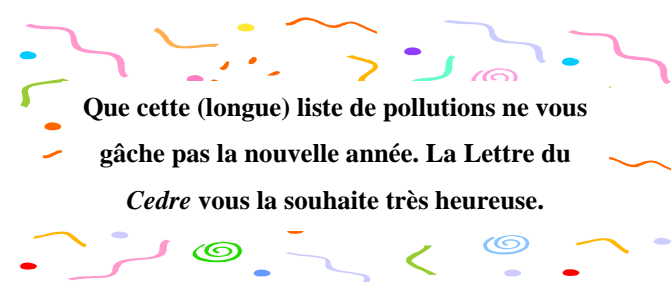 Que cette (longue) liste de pollutions ne vous
gâche pas la nouvelle année. La Lettre du
Cedre vous la souhaite très heureuse.